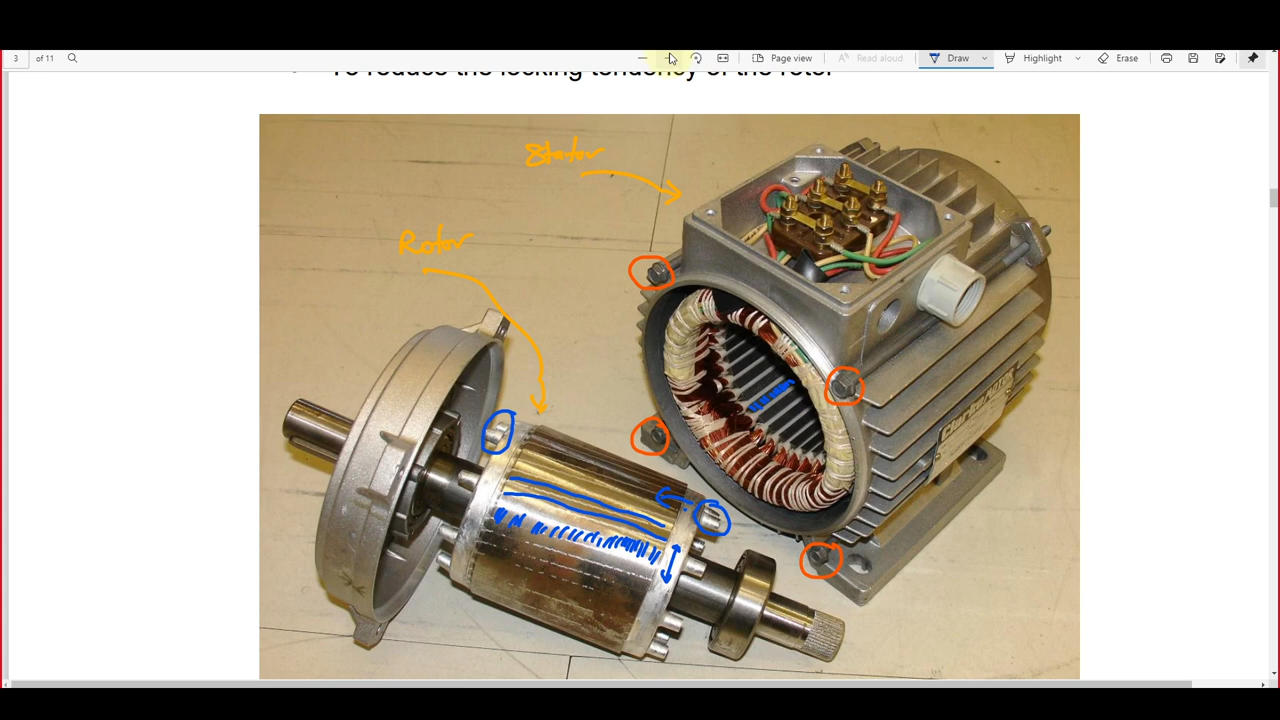 3 of 11 Page view Read aloud Draw Highlight Erase
To reduce the locking tendency of the rotor
Stator
Rotor